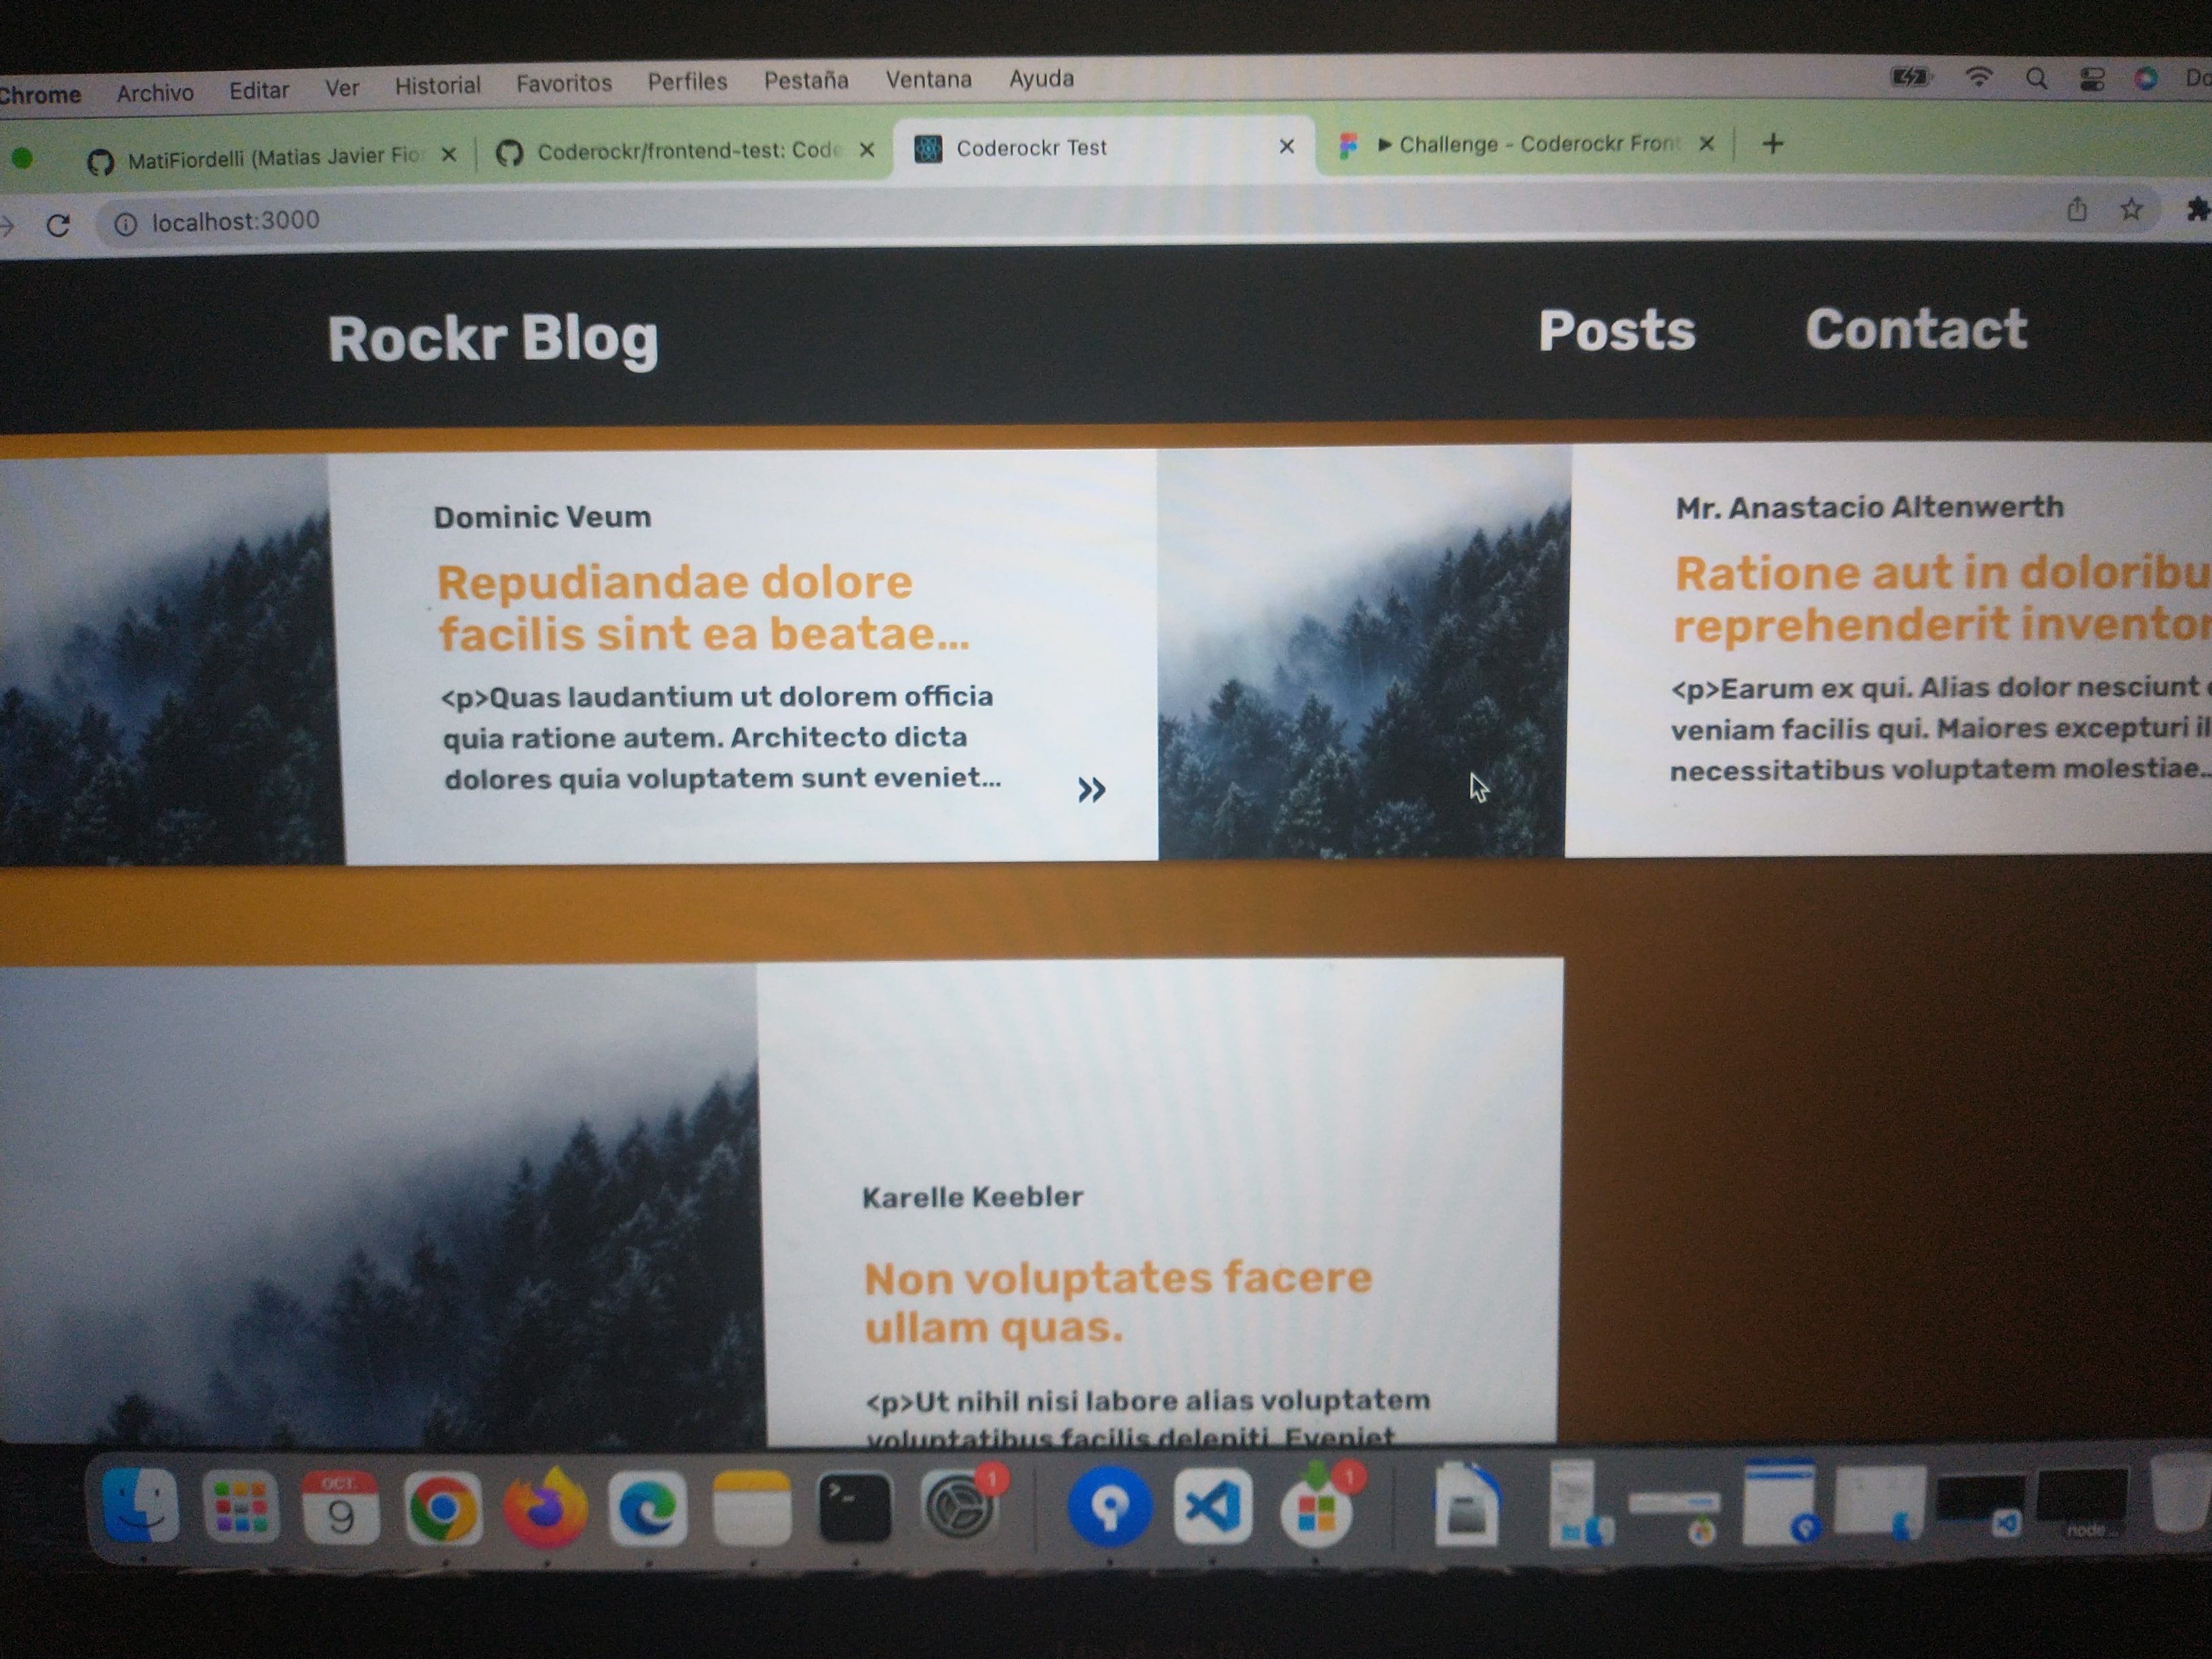 Chrome Archivo Editar Ver Historial Favoritos Perfiles Pestaña Ventana Ayuda Do
MatiFiordelli (Matias Javier Fior
Coderockr/frontend-test: Code
Coderockr Test
▶ Challenge - Coderockr Front
localhost:3000
Rockr Blog
Posts
Contact
Dominic Veum
Repudiandae dolore
facilis sint ea beatae...
<p>Quas laudantium ut dolorem officia
quia ratione autem. Architecto dicta
dolores quia voluptatem sunt eveniet...
»
Mr. Anastacio Altenwerth
Ratione aut in doloribu
reprehenderit inventor
<p>Earum ex qui. Alias dolor nesciunt
veniam facilis qui. Maiores excepturi il
necessitatibus voluptatem molestiae...
Karelle Keebler
Non voluptates facere
ullam quas.
<p>Ut nihil nisi labore alias voluptatem
voluptatibus facilis deleniti. Eveniet
OCT.
9
1
1
node...